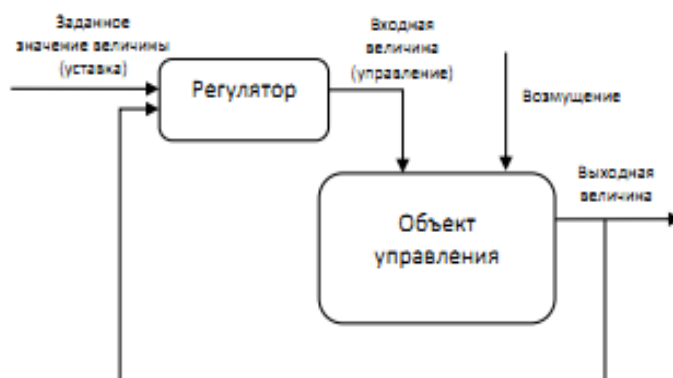 Заданное
значение величины
(уставка)
Регулятор
Входная
величина
(управление)
Возмущение
Выходная
величина
Объект
управления